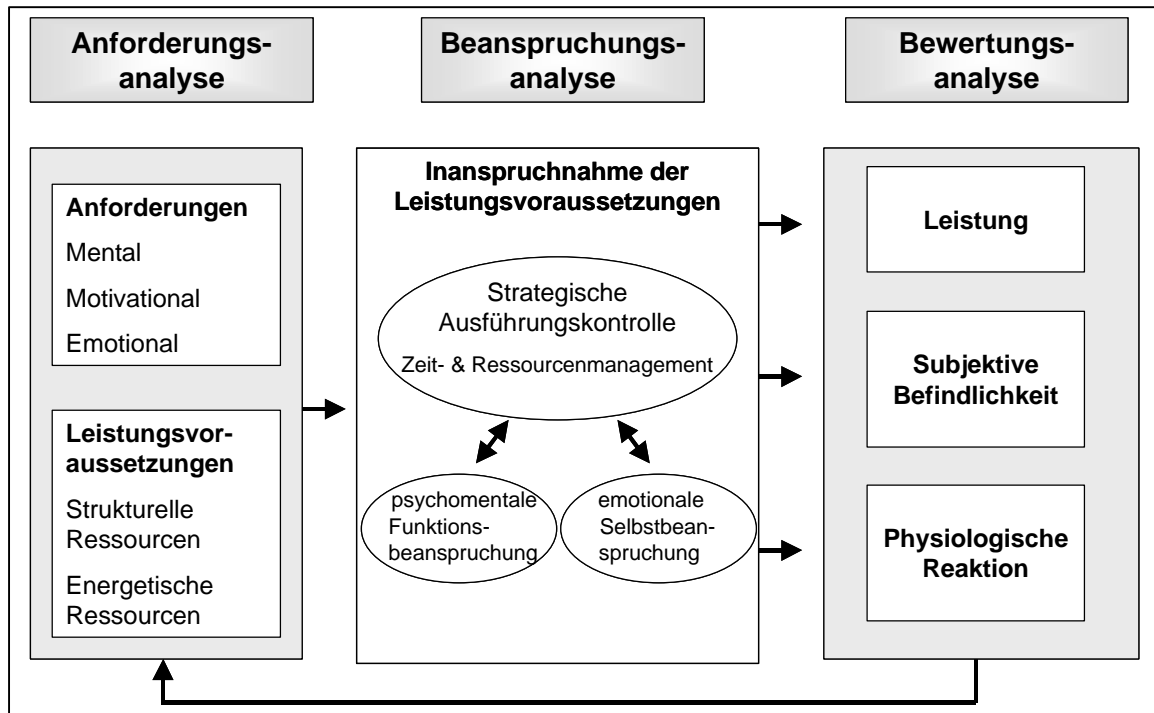 Anforderungs-
analyse
Beanspruchungs-
analyse
Bewertungs-
analyse
Anforderungen
Mental
Motivational
Emotional
Leistungsvor-
aussetzungen
Strukturelle
Ressourcen
Energetische
Ressourcen
Inanspruchnahme der
Leistungsvoraussetzungen
Strategische
Ausführungskontrolle
Zeit- & Ressourcenmanagement
psychomentale
Funktions-
beanspruchung
emotionale
Selbstbean-
spruchung
Leistung
Subjektive
Befindlichkeit
Physiologische
Reaktion